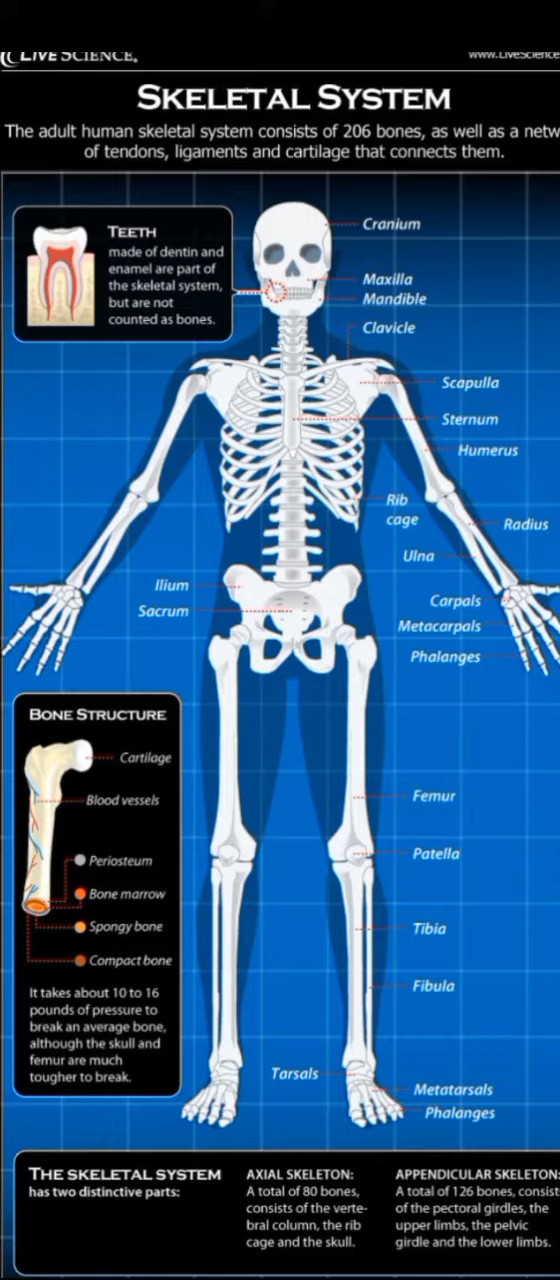 LIVESCIENCE.
www.LiveScience
SKELETAL SYSTEM
The adult human skeletal system consists of 206 bones, as well as a netw
of tendons, ligaments and cartilage that connects them.
TEETH
made of dentin and
enamel are part of
the skeletal system,
but are not
counted as bones.
Cranium
Maxilla
Mandible
Clavicle
Scapulla
Sternum
Humerus
Rib
cage
Radius
Ulna
Ilium
Sacrum
Carpals
Metacarpals
Phalanges
BONE STRUCTURE
Cartilage
Blood vessels
Periosteum
Bone marrow
Spongy bone
Compact bone
It takes about 10 to 16
pounds of pressure to
break an average bone,
although the skull and
femur are much
tougher to break.
Femur
Patella
Tibia
Fibula
Tarsals
Metatarsals
Phalanges
THE SKELETAL SYSTEM
has two distinctive parts:
AXIAL SKELETON:
A total of 80 bones,
consists of the verte-
bral column, the rib
cage and the skull.
APPENDICULAR SKELETON:
A total of 126 bones, consist
of the pectoral girdles, the
upper limbs, the pelvic
girdle and the lower limbs.